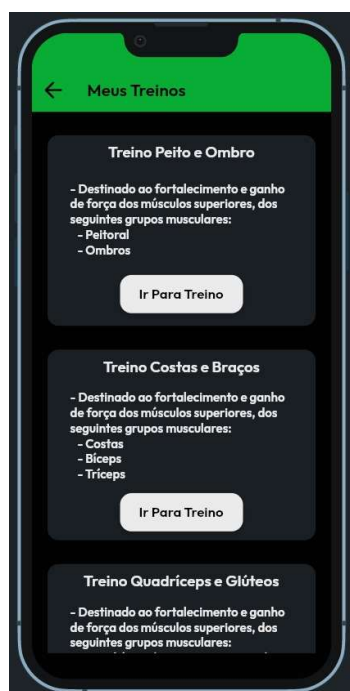 Meus Treinos
Treino Peito e Ombro
- Destinado ao fortalecimento e ganho
de força dos músculos superiores, dos
seguintes grupos musculares:
- Peitoral
- Ombros
Ir Para Treino
Treino Costas e Braços
- Destinado ao fortalecimento e ganho
de força dos músculos superiores, dos
seguintes grupos musculares:
- Costas
- Bíceps
- Tríceps
Ir Para Treino
Treino Quadríceps e Glúteos
- Destinado ao fortalecimento e ganho
de força dos músculos superiores, dos
seguintes grupos musculares: